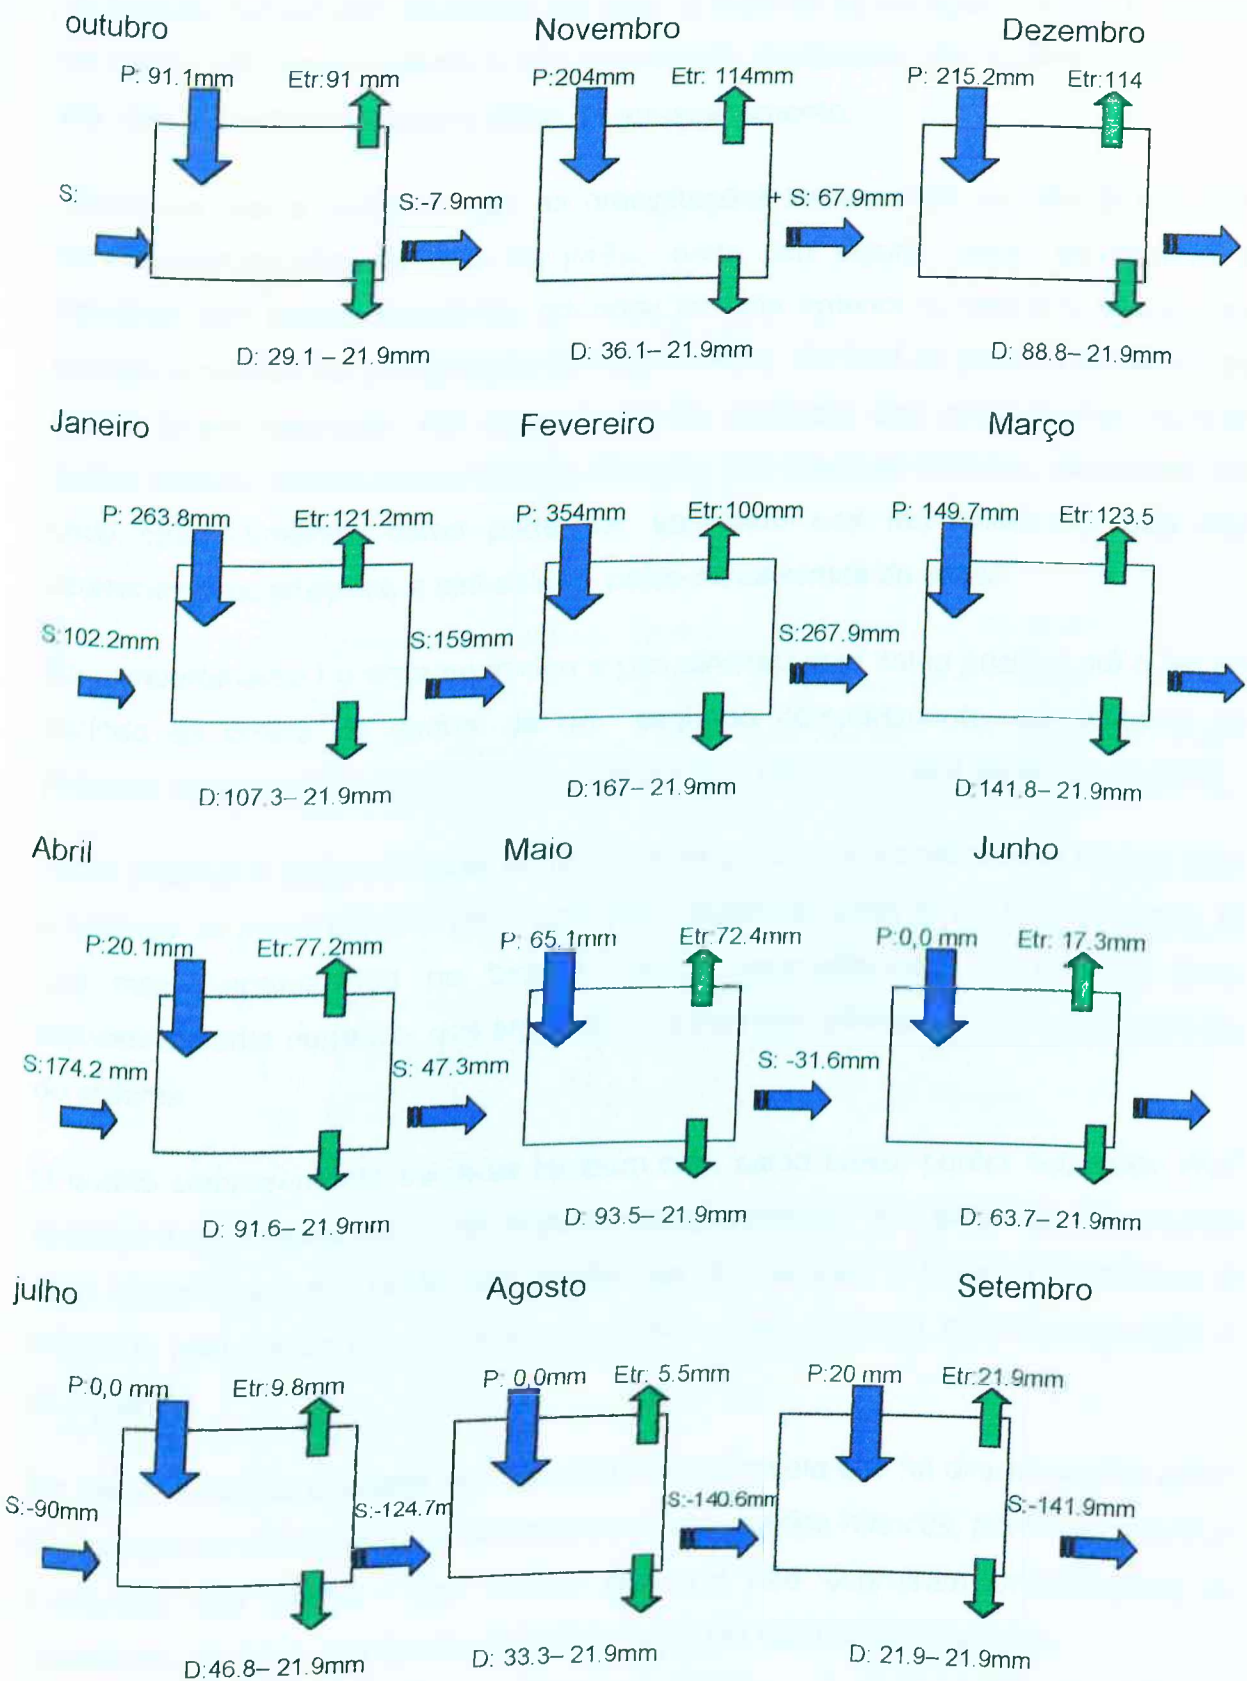 outubro Novembro Dezembro
P: 91.1mm Etr:91 mm P:204mm Etr: 114mm P: 215.2mm Etr:114
S: S:-7.9mm + S: 67.9mm
D: 29.1 – 21.9mm D: 36.1– 21.9mm D: 88.8– 21.9mm
Janeiro Fevereiro Março
P: 263.8mm Etr:121.2mm P: 354mm Etr:100mm P: 149.7mm Etr:123.5
S:102.2mm S:159mm S:267.9mm
D:107.3– 21.9mm D:167– 21.9mm D:141.8– 21.9mm
Abril Maio Junho
P:20.1mm Etr:77.2mm P: 65.1mm Etr:72.4mm P:0,0 mm Etr: 17.3mm
S:174.2 mm S: 47.3mm S: -31.6mm
D: 91.6– 21.9mm D: 93.5– 21.9mm D: 63.7– 21.9mm
julho Agosto Setembro
P:0,0 mm Etr:9.8mm P: 0,0mm Etr: 5.5mm P:20 mm Etr:21.9mm
S:-90mm S:-124.7m S:-140.6mm S:-141.9mm
D:46.8– 21.9mm D: 33.3– 21.9mm D: 21.9– 21.9mm